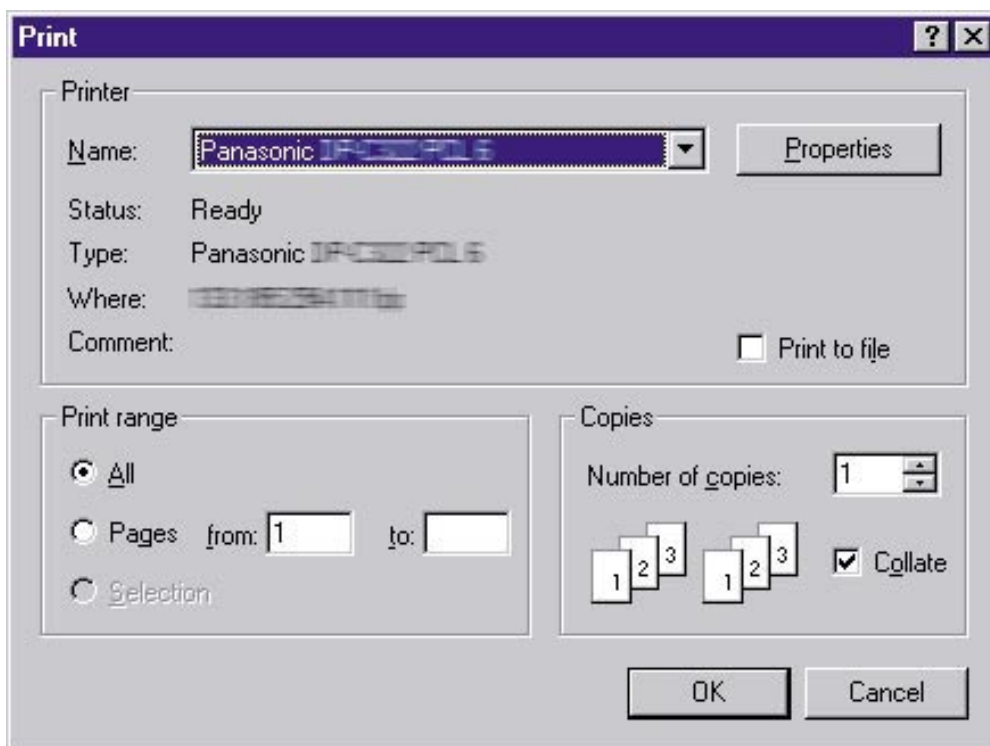 Print
Printer
Name: Panasonic Properties
Status: Ready
Type: Panasonic
Where:
Comment: Print to file
Print range
All
Pages from: 1 to:
Selection
Copies
Number of copies: 1
1 2 3 1 2 3 Collate
OK Cancel